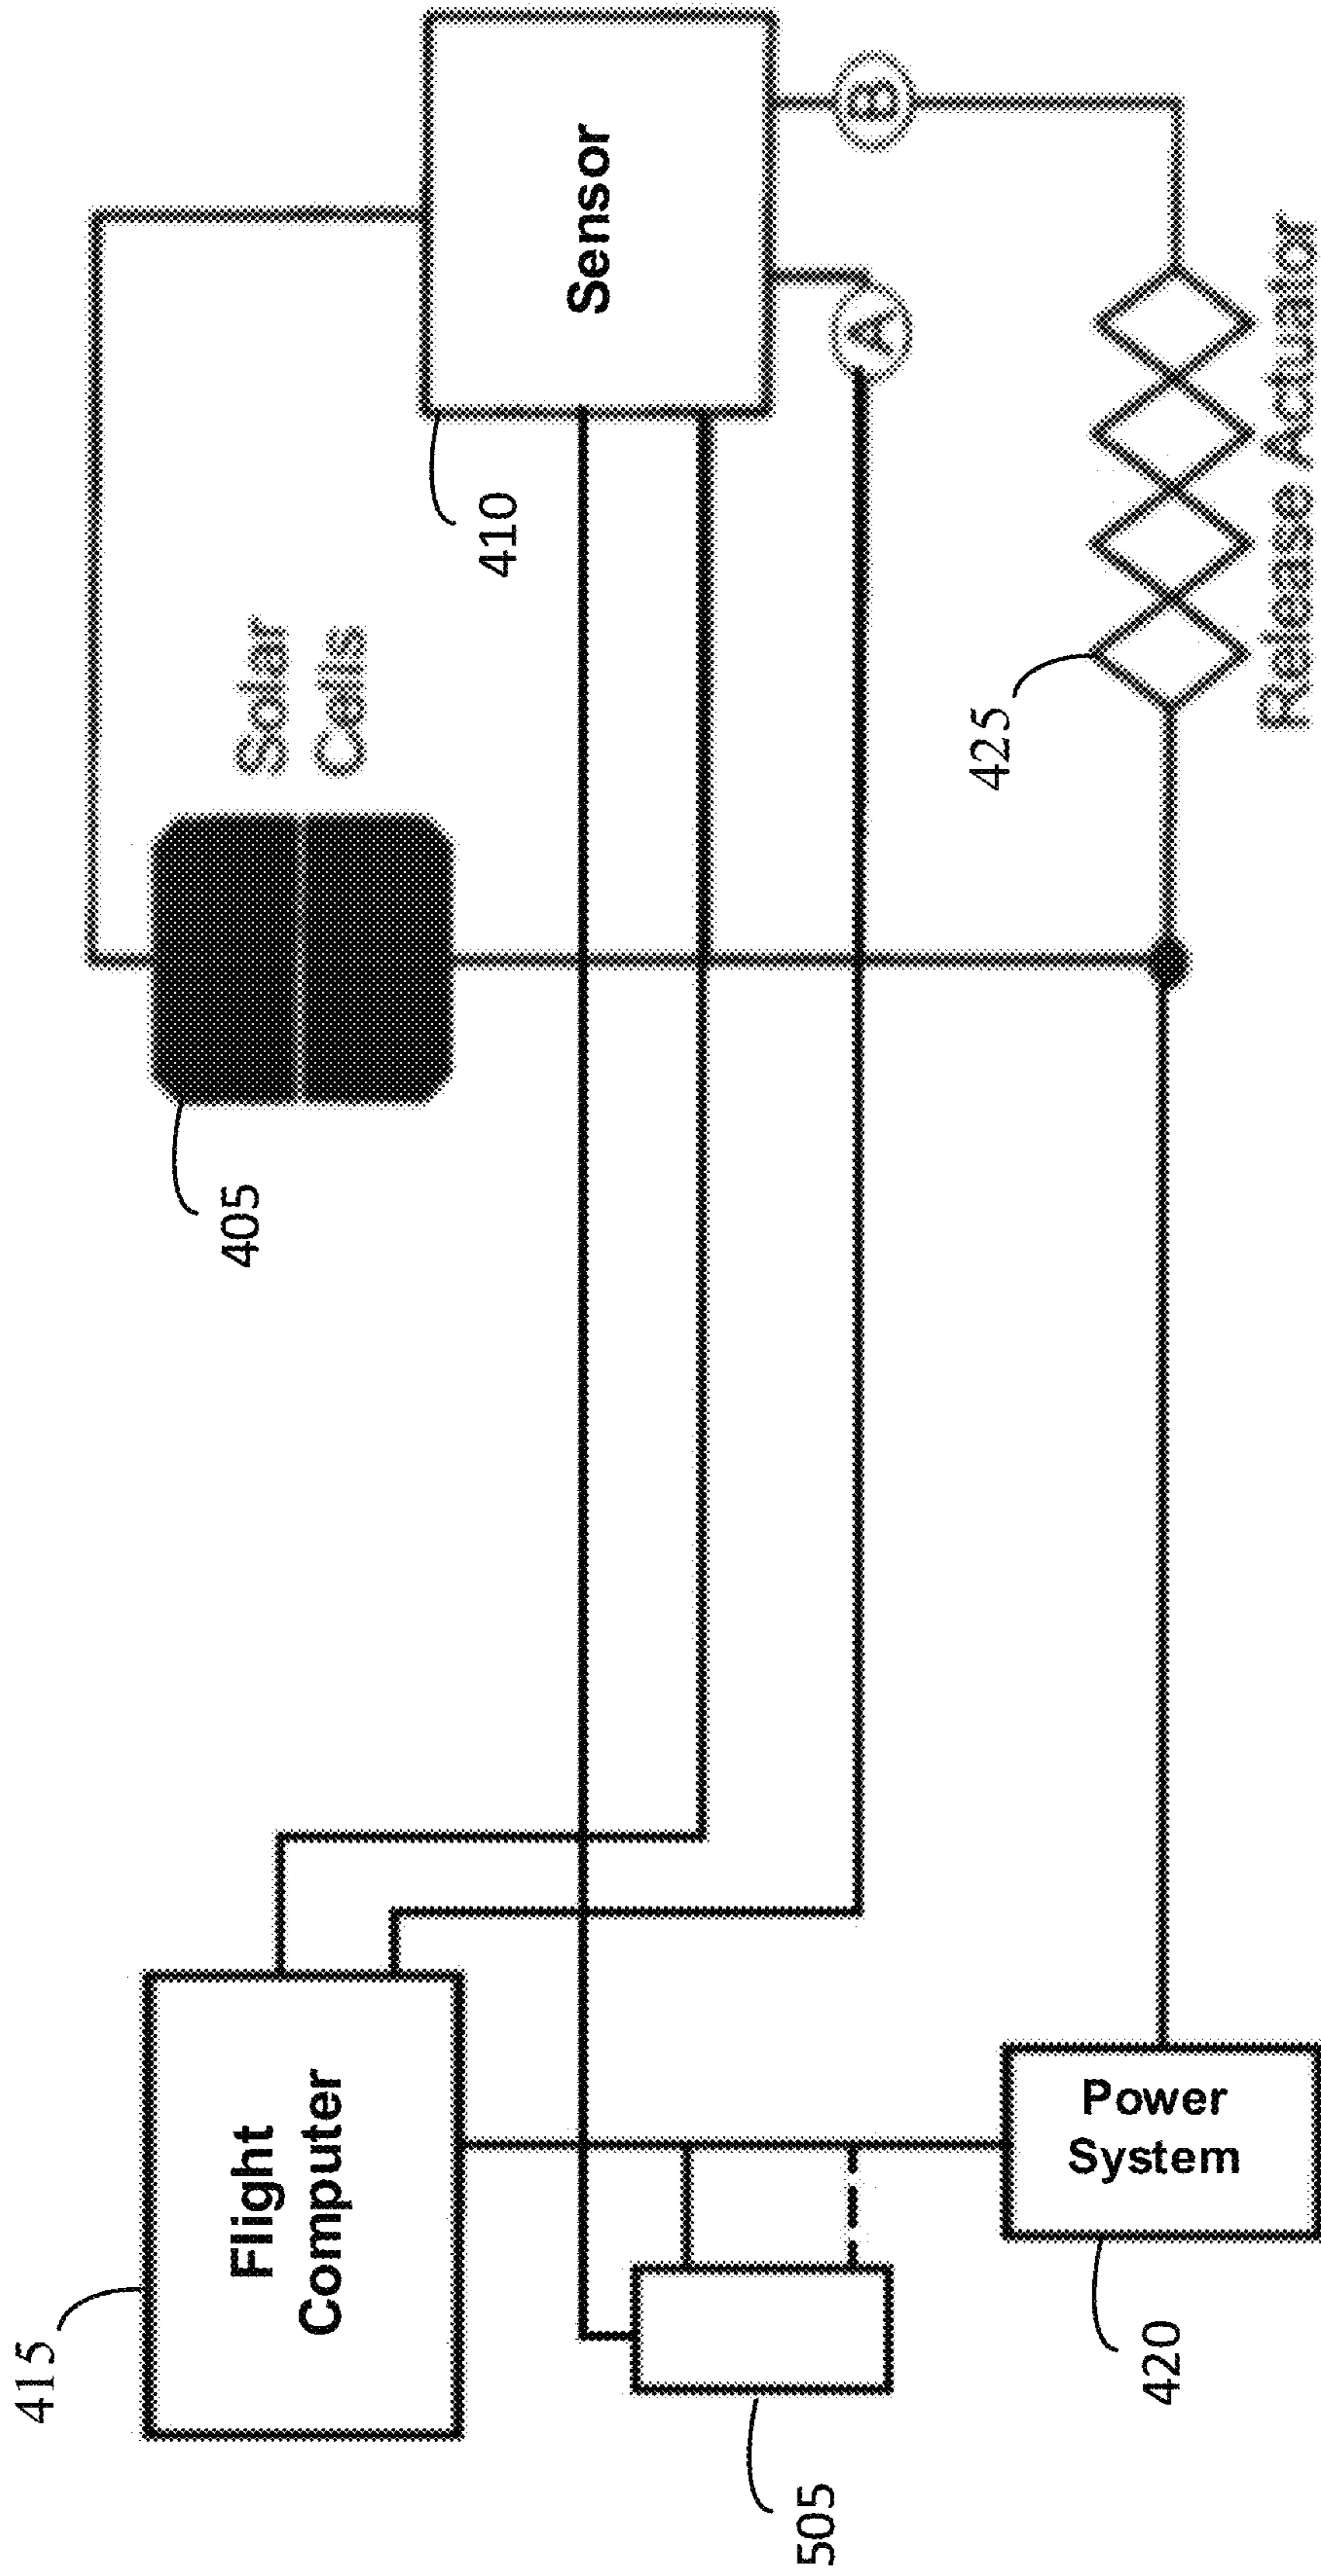 415
Flight
Computer
505
420
Power
System
405
Solar
Cells
410
Sensor
A
B
425
Release Actuator